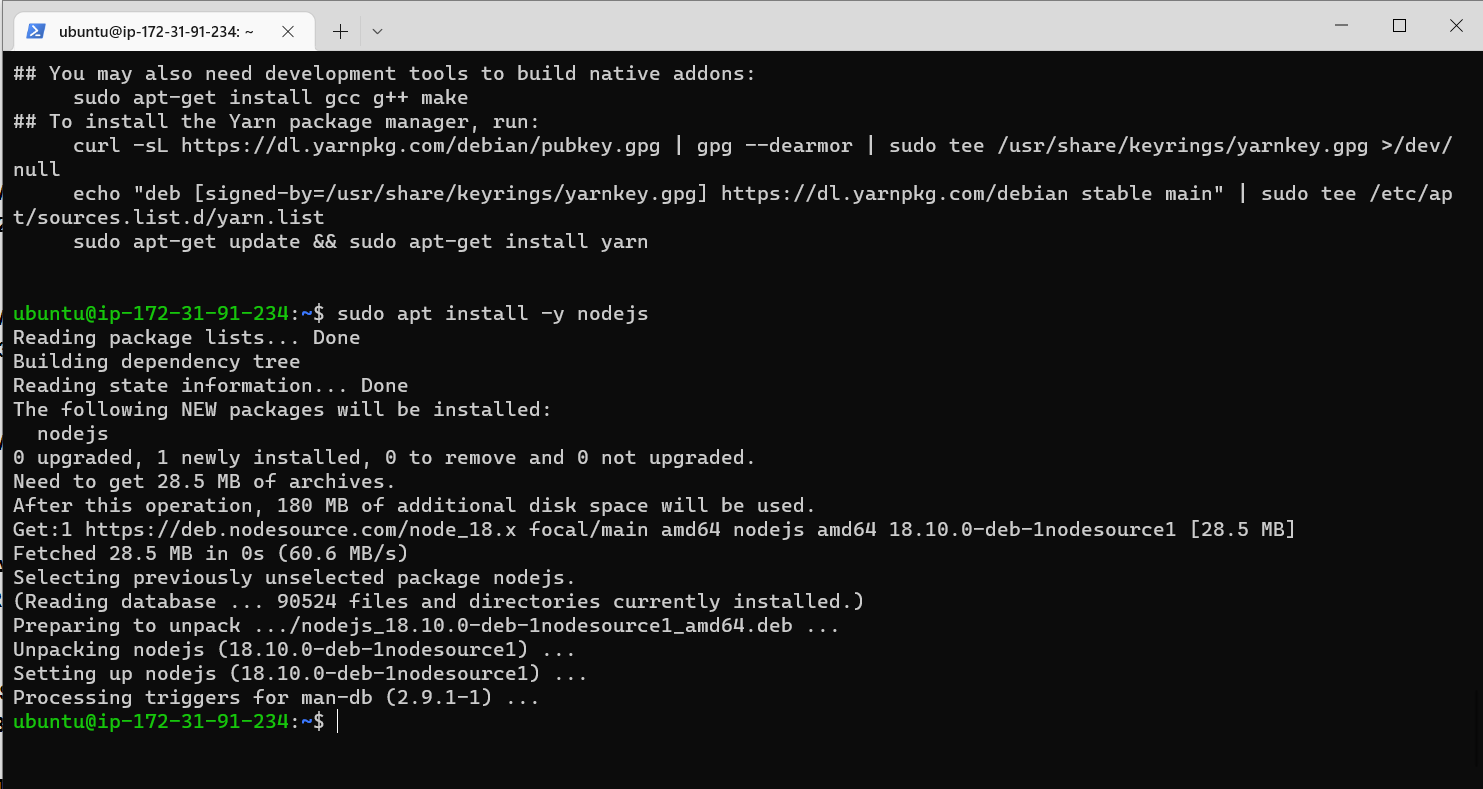 ubuntu@ip-172-31-91-234: ~
## You may also need development tools to build native addons:
     sudo apt-get install gcc g++ make
## To install the Yarn package manager, run:
     curl -sL https://dl.yarnpkg.com/debian/pubkey.gpg | gpg --dearmor | sudo tee /usr/share/keyrings/yarnkey.gpg >/dev/
null
     echo "deb [signed-by=/usr/share/keyrings/yarnkey.gpg] https://dl.yarnpkg.com/debian stable main" | sudo tee /etc/ap
t/sources.list.d/yarn.list
     sudo apt-get update && sudo apt-get install yarn
ubuntu@ip-172-31-91-234:~$ sudo apt install -y nodejs
Reading package lists... Done
Building dependency tree
Reading state information... Done
The following NEW packages will be installed:
  nodejs
0 upgraded, 1 newly installed, 0 to remove and 0 not upgraded.
Need to get 28.5 MB of archives.
After this operation, 180 MB of additional disk space will be used.
Get:1 https://deb.nodesource.com/node_18.x focal/main amd64 nodejs amd64 18.10.0-deb-1nodesource1 [28.5 MB]
Fetched 28.5 MB in 0s (60.6 MB/s)
Selecting previously unselected package nodejs.
(Reading database ... 90524 files and directories currently installed.)
Preparing to unpack .../nodejs_18.10.0-deb-1nodesource1_amd64.deb ...
Unpacking nodejs (18.10.0-deb-1nodesource1) ...
Setting up nodejs (18.10.0-deb-1nodesource1) ...
Processing triggers for man-db (2.9.1-1) ...
ubuntu@ip-172-31-91-234:~$